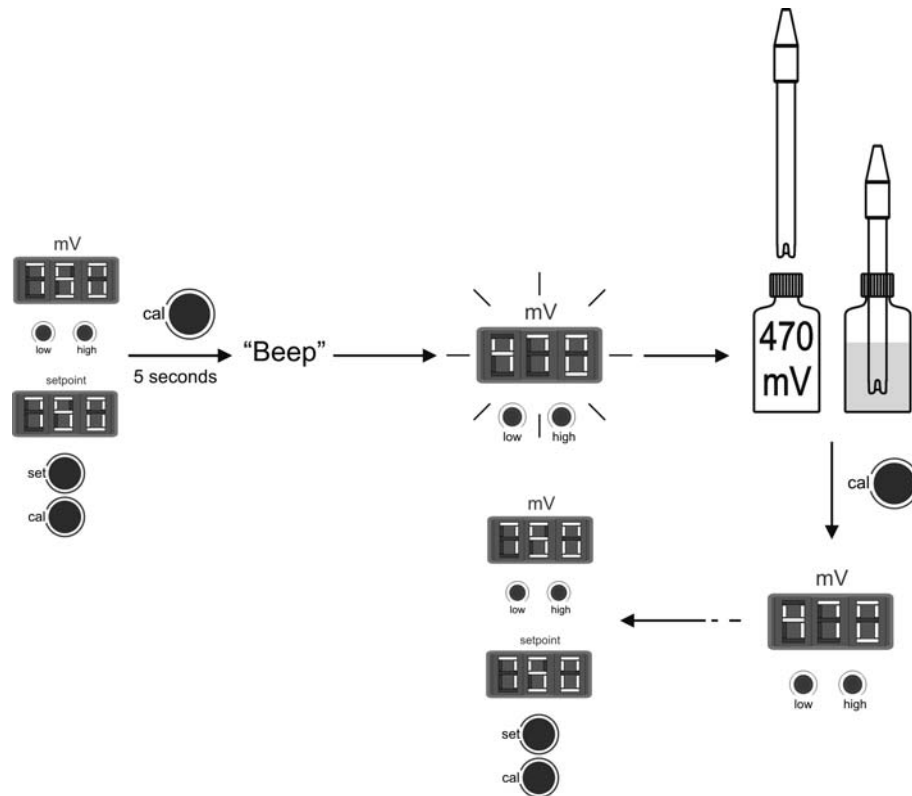 mV
low high
setpoint
set
cal
cal
5 seconds
“Beep”
mV
low high
470
mV
cal
mV
low high
mV
low high
setpoint
set
cal